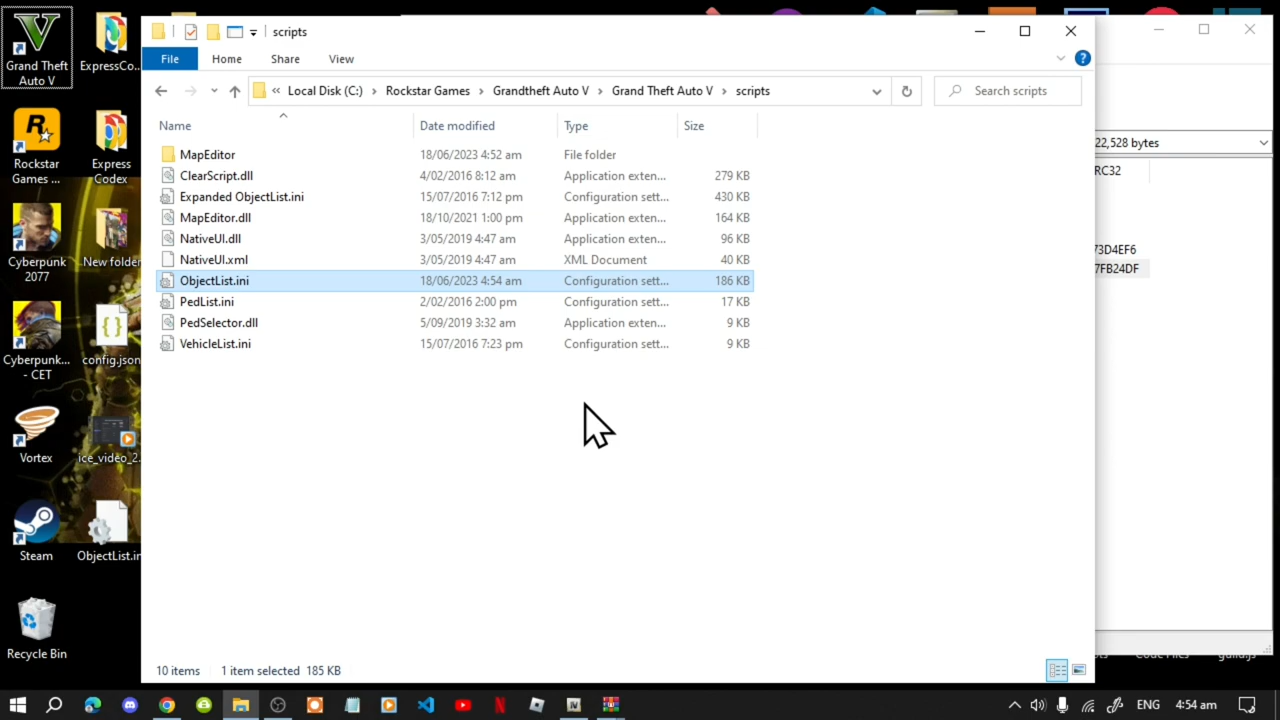 scripts
File
Home
Share
View
« Local Disk (C:) > Rockstar Games > Grandtheft Auto V > Grand Theft Auto V > scripts
Search scripts
Name
Date modified
Type
Size
MapEditor 18/06/2023 4:52 am File folder
ClearScript.dll 4/02/2016 8:12 am Application exten... 279 KB
Expanded ObjectList.ini 15/07/2016 7:12 pm Configuration sett... 430 KB
MapEditor.dll 18/10/2021 1:00 pm Application exten... 164 KB
NativeUI.dll 3/05/2019 4:47 am Application exten... 96 KB
NativeUI.xml 3/05/2019 4:47 am XML Document 40 KB
ObjectList.ini 18/06/2023 4:54 am Configuration sett... 186 KB
PedList.ini 2/02/2016 2:00 pm Configuration sett... 17 KB
PedSelector.dll 5/09/2019 3:32 am Application exten... 9 KB
VehicleList.ini 15/07/2016 7:23 pm Configuration sett... 9 KB
10 items
1 item selected 185 KB
22,528 bytes
RC32
73D4EF6
7FB24DF
Grand Theft
Auto V
ExpressCo...
Rockstar
Games ...
Express
Codex
Cyberpunk
2077
New folder
Cyberpunk...
- CET
config.json
Vortex
ice_video_2.
Steam
ObjectList.in
Recycle Bin
ENG
4:54 am